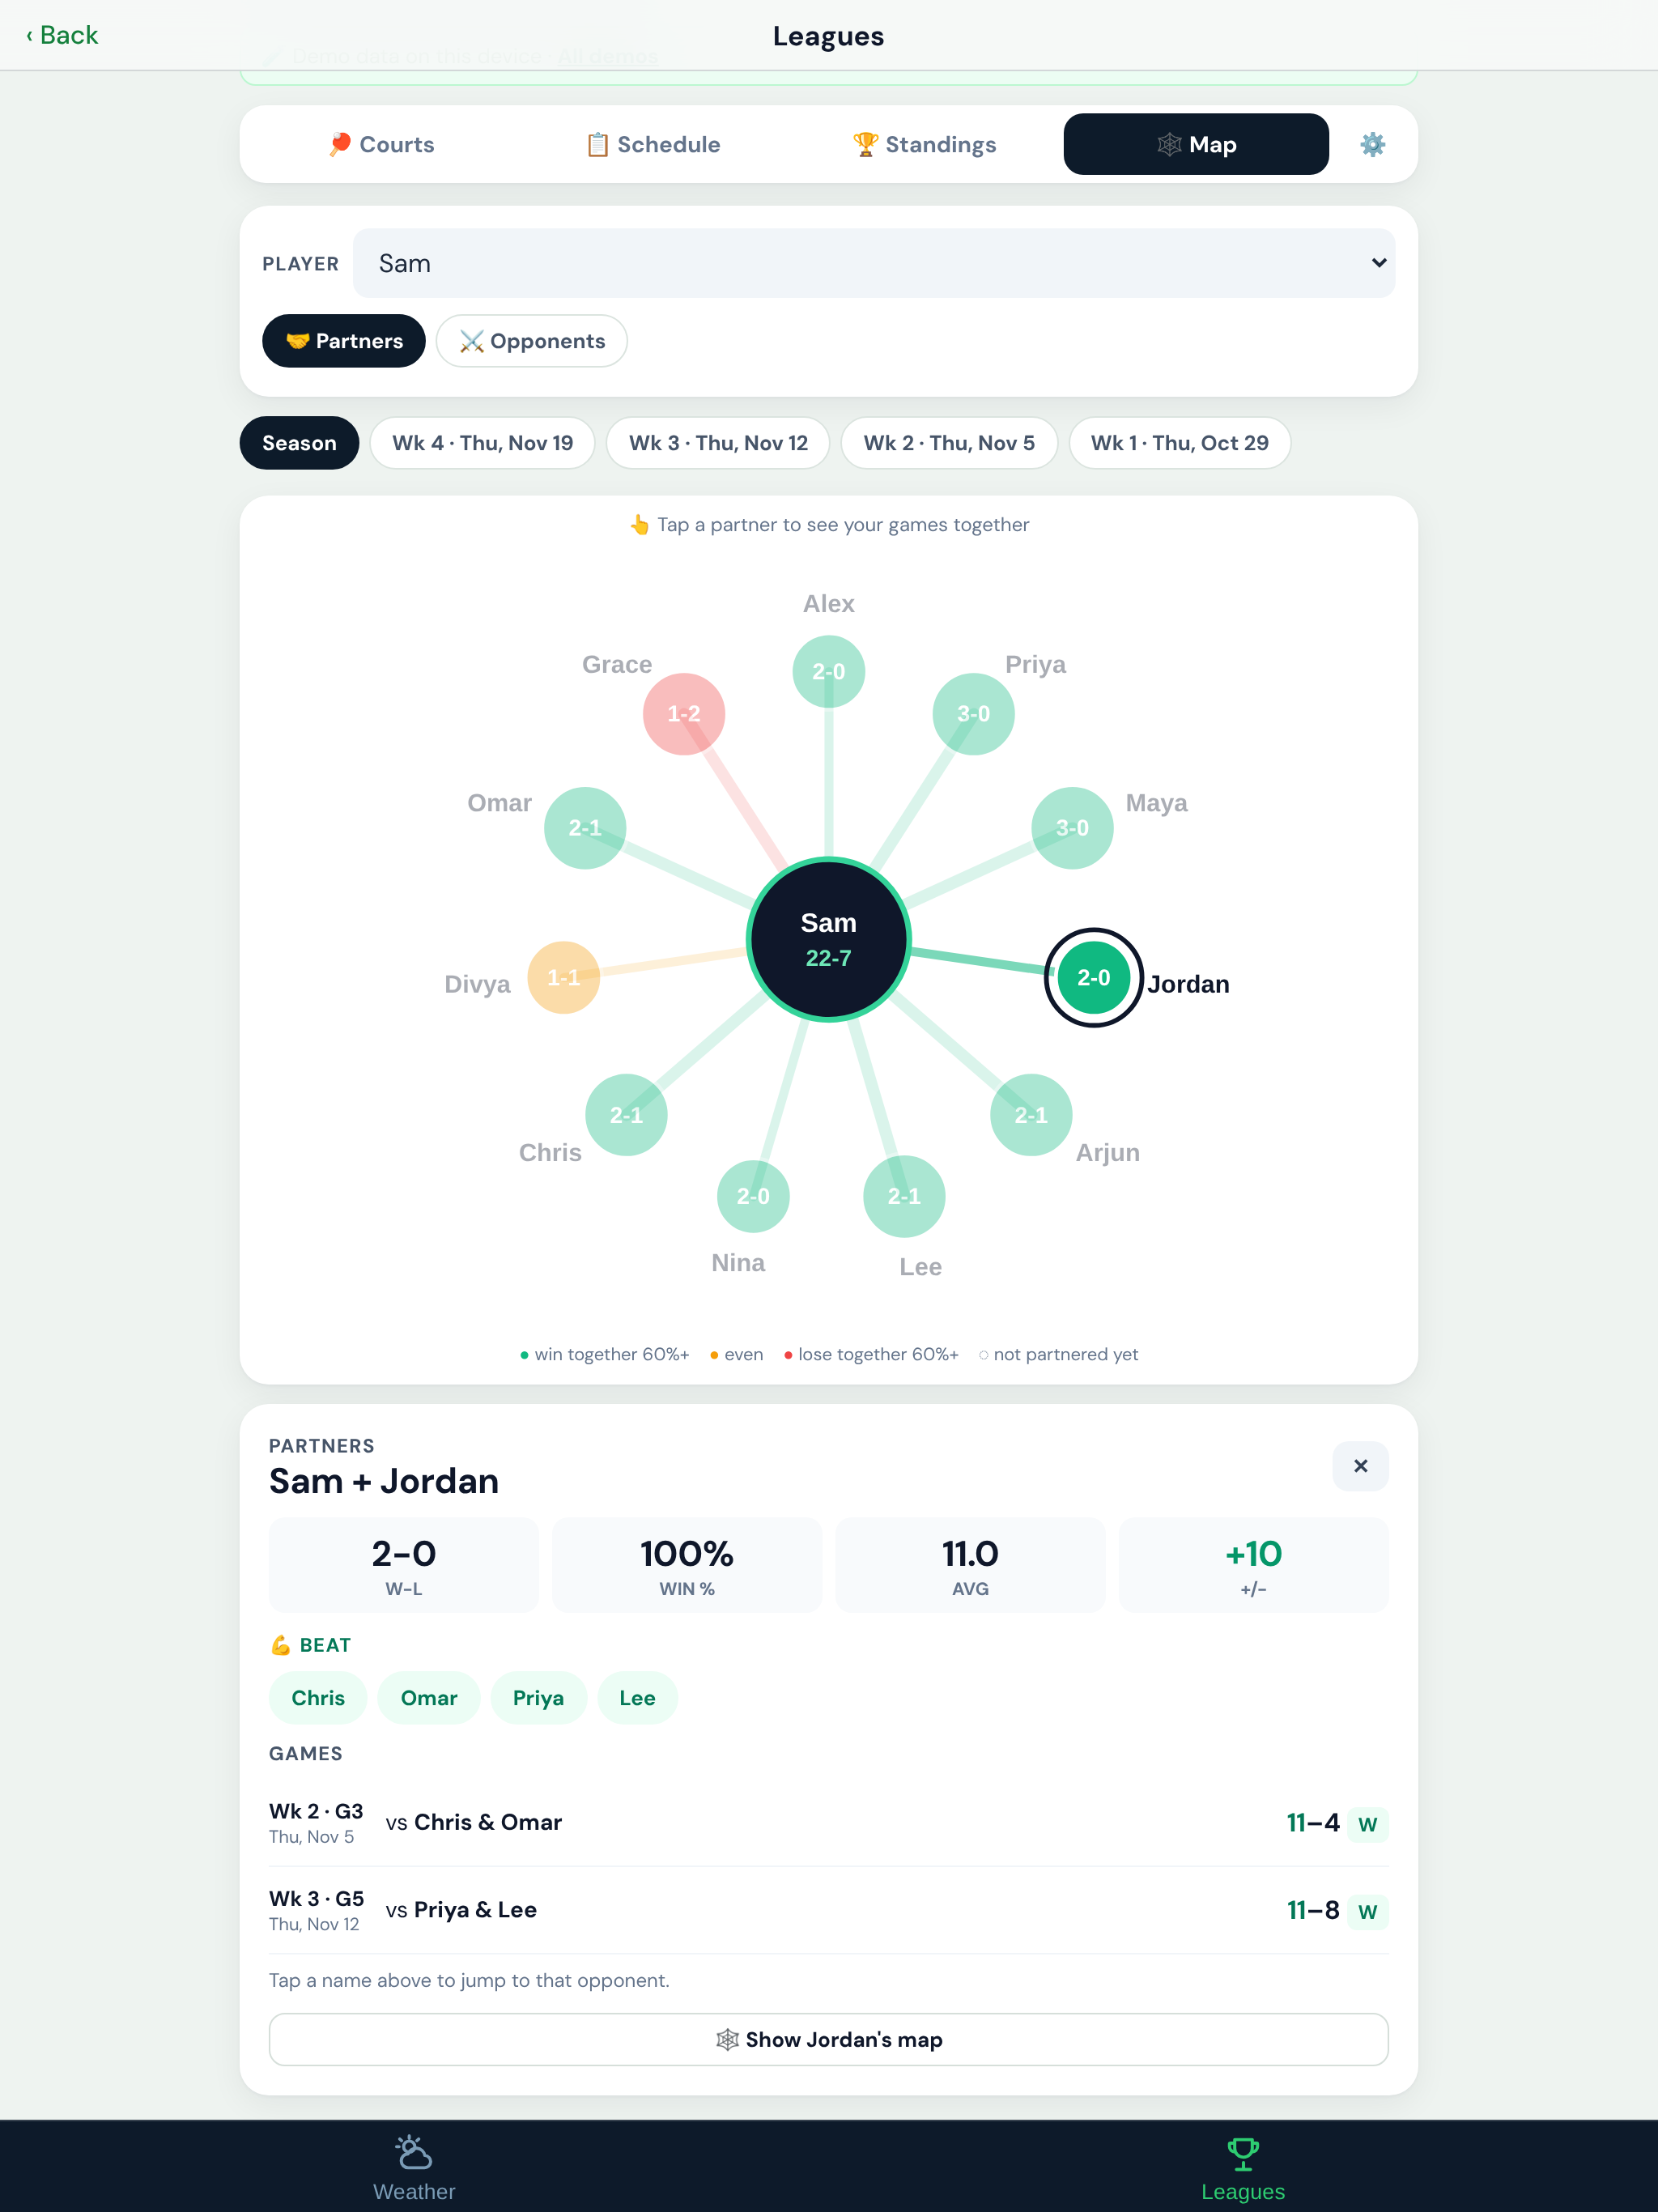 ‹ Back
Leagues
Demo data on this device. All demos
🏓 Courts
📋 Schedule
🏆 Standings
🕸️ Map
⚙️
PLAYER
Sam
🤝 Partners
⚔️ Opponents
Season
Wk 4 · Thu, Nov 19
Wk 3 · Thu, Nov 12
Wk 2 · Thu, Nov 5
Wk 1 · Thu, Oct 29
👆 Tap a partner to see your games together
Alex
2-0
Grace
1-2
Priya
3-0
Omar
2-1
Maya
3-0
Sam
22-7
Divya
1-1
2-0
Jordan
Chris
2-1
2-1
Arjun
Nina
2-0
2-1
Lee
● win together 60%+ ● even ● lose together 60%+ ○ not partnered yet
PARTNERS
Sam + Jordan
×
2–0
W–L
100%
WIN %
11.0
AVG
+10
+/−
💪 BEAT
Chris
Omar
Priya
Lee
GAMES
Wk 2 · G3
Thu, Nov 5
vs Chris & Omar
11–4 W
Wk 3 · G5
Thu, Nov 12
vs Priya & Lee
11–8 W
Tap a name above to jump to that opponent.
🕸️ Show Jordan's map
Weather
Leagues